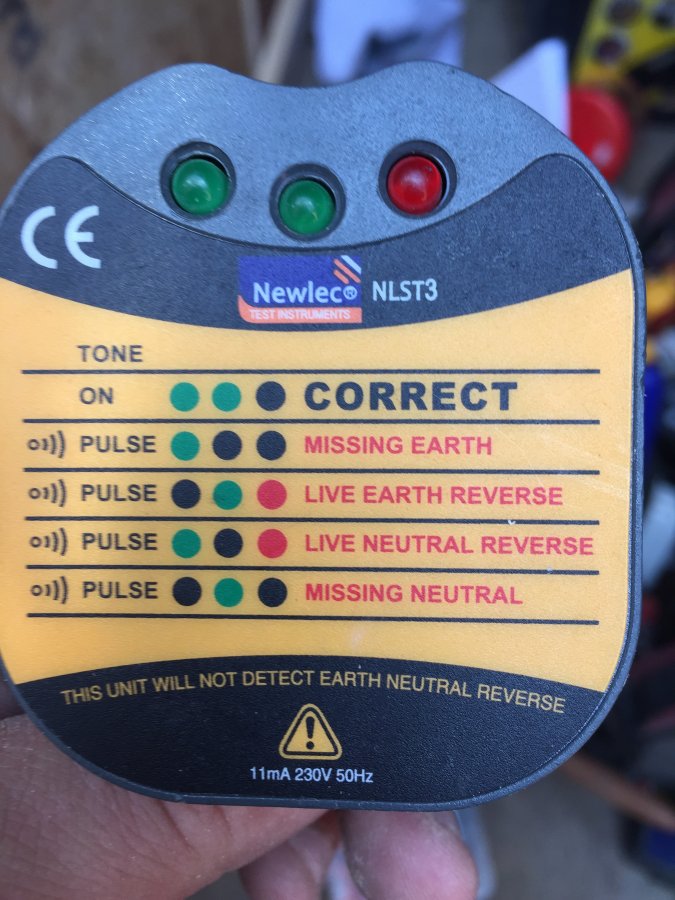 CE
Newlec® NLST3
TEST INSTRUMENTS
TONE
ON CORRECT
PULSE MISSING EARTH
PULSE LIVE EARTH REVERSE
PULSE LIVE NEUTRAL REVERSE
PULSE MISSING NEUTRAL
THIS UNIT WILL NOT DETECT EARTH NEUTRAL REVERSE
!
11mA 230V 50Hz